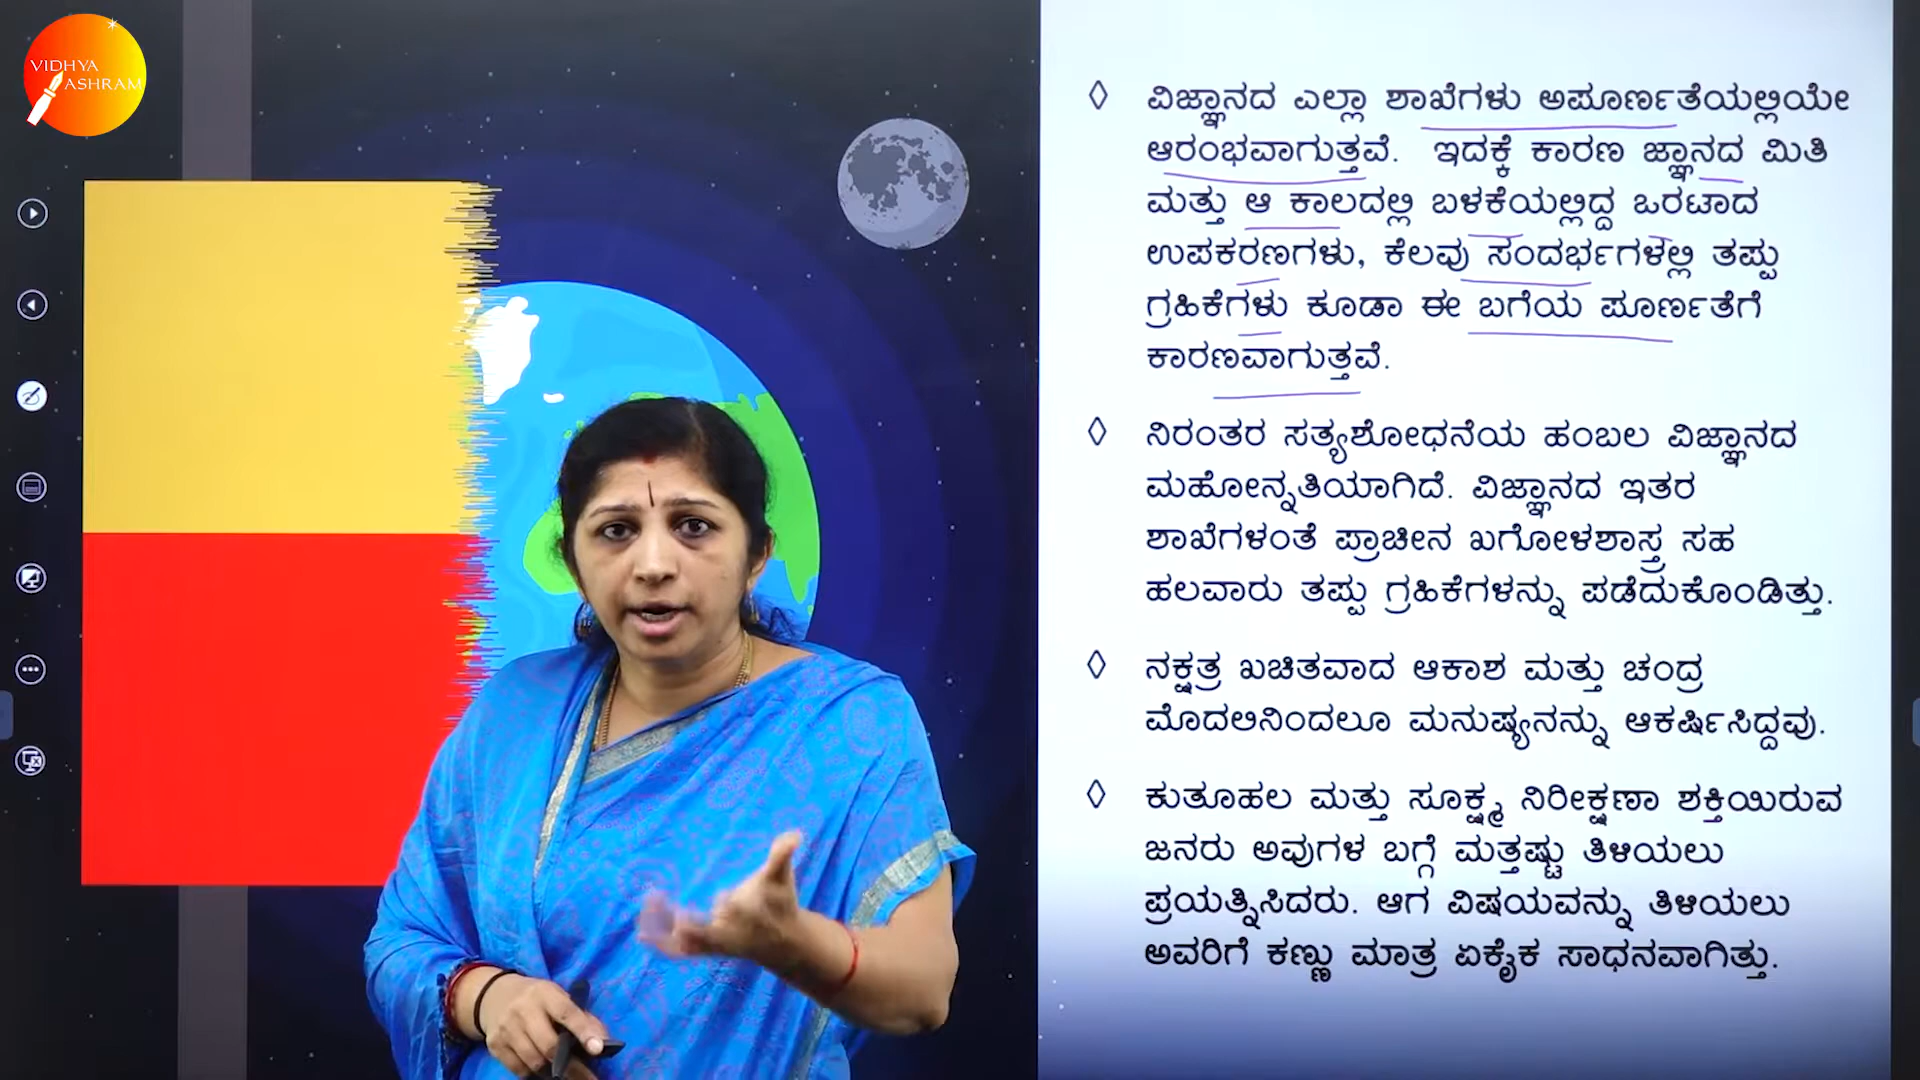 VIDHYA
ASHRAM
◊ ವಿಜ್ಞಾನದ ಎಲ್ಲಾ ಶಾಖೆಗಳು ಅಪೂರ್ಣತೆಯಲ್ಲಿಯೇ
ಆರಂಭವಾಗುತ್ತವೆ. ಇದಕ್ಕೆ ಕಾರಣ ಜ್ಞಾನದ ಮಿತಿ
ಮತ್ತು ಆ ಕಾಲದಲ್ಲಿ ಬಳಕೆಯಲ್ಲಿದ್ದ ಒರಟಾದ
ಉಪಕರಣಗಳು, ಕೆಲವು ಸಂದರ್ಭಗಳಲ್ಲಿ ತಪ್ಪು
ಗ್ರಹಿಕೆಗಳು ಕೂಡಾ ಈ ಬಗೆಯ ಪೂರ್ಣತೆಗೆ
ಕಾರಣವಾಗುತ್ತವೆ.
◊ ನಿರಂತರ ಸತ್ಯಶೋಧನೆಯ ಹಂಬಲ ವಿಜ್ಞಾನದ
ಮಹೋನ್ನತಿಯಾಗಿದೆ. ವಿಜ್ಞಾನದ ಇತರ
ಶಾಖೆಗಳಂತೆ ಪ್ರಾಚೀನ ಖಗೋಳಶಾಸ್ತ್ರ ಸಹ
ಹಲವಾರು ತಪ್ಪು ಗ್ರಹಿಕೆಗಳನ್ನು ಪಡೆದುಕೊಂಡಿತ್ತು.
◊ ನಕ್ಷತ್ರ ಖಚಿತವಾದ ಆಕಾಶ ಮತ್ತು ಚಂದ್ರ
ಮೊದಲಿನಿಂದಲೂ ಮನುಷ್ಯನನ್ನು ಆಕರ್ಷಿಸಿದ್ದವು.
◊ ಕುತೂಹಲ ಮತ್ತು ಸೂಕ್ಷ್ಮ ನಿರೀಕ್ಷಣಾ ಶಕ್ತಿಯಿರುವ
ಜನರು ಅವುಗಳ ಬಗ್ಗೆ ಮತ್ತಷ್ಟು ತಿಳಿಯಲು
ಪ್ರಯತ್ನಿಸಿದರು. ಆಗ ವಿಷಯವನ್ನು ತಿಳಿಯಲು
ಅವರಿಗೆ ಕಣ್ಣು ಮಾತ್ರ ಏಕೈಕ ಸಾಧನವಾಗಿತ್ತು.